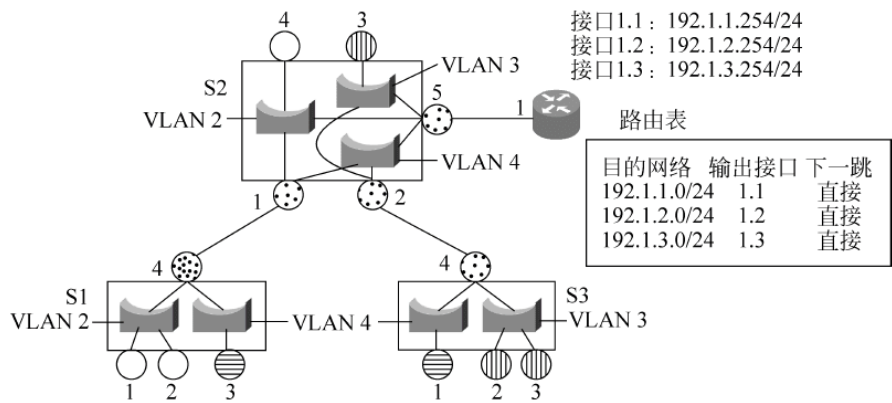 4
3
接口1.1：192.1.1.254/24
接口1.2：192.1.2.254/24
接口1.3：192.1.3.254/24
S2
VLAN 3
5
1
VLAN 2
路由表
VLAN 4
目的网络 输出接口 下一跳
192.1.1.0/24 1.1 直接
192.1.2.0/24 1.2 直接
192.1.3.0/24 1.3 直接
1
2
4
4
S1
S3
VLAN 2
VLAN 4
VLAN 3
1
2
3
1
2
3